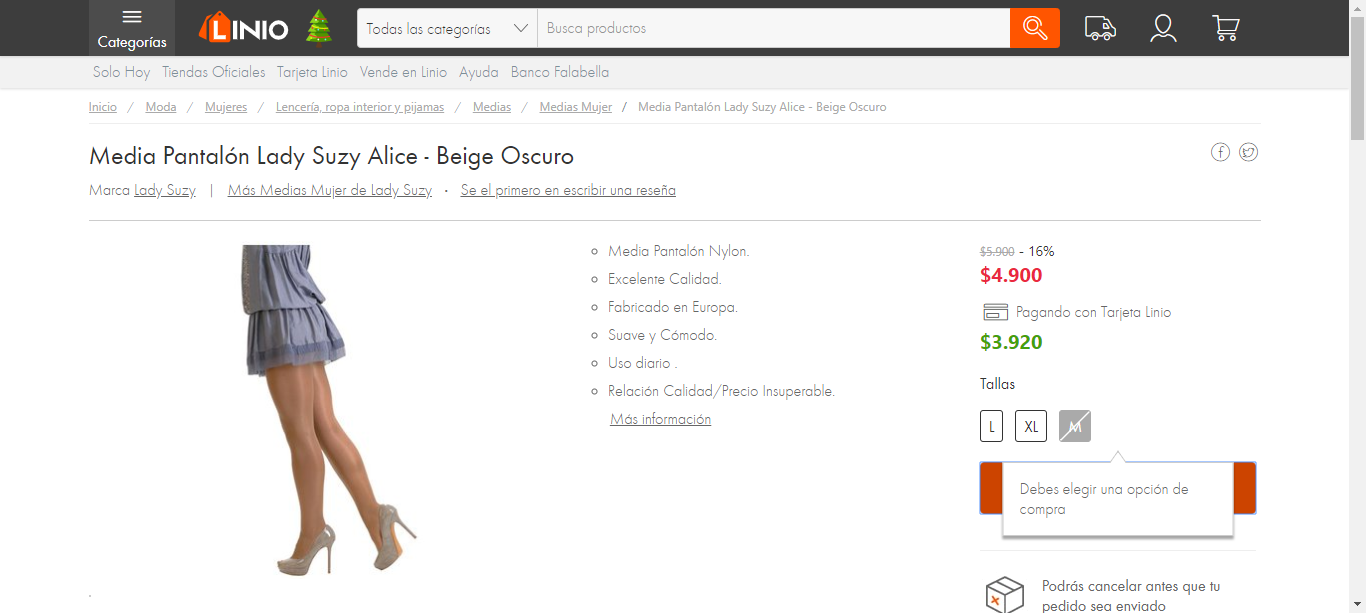 Categorías
LINIO
Todas las categorías
Busca productos
Solo Hoy Tiendas Oficiales Tarjeta Linio Vende en Linio Ayuda Banco Falabella
Inicio / Moda / Mujeres / Lencería, ropa interior y pijamas / Medias / Medias Mujer / Media Pantalón Lady Suzy Alice - Beige Oscuro
Media Pantalón Lady Suzy Alice - Beige Oscuro
Marca Lady Suzy | Más Medias Mujer de Lady Suzy · Se el primero en escribir una reseña
Media Pantalón Nylon.
Excelente Calidad.
Fabricado en Europa.
Suave y Cómodo.
Uso diario .
Relación Calidad/Precio Insuperable.
Más información
$5.900 - 16%
$4.900
Pagando con Tarjeta Linio
$3.920
Tallas
L XL M
Debes elegir una opción de
compra
Podrás cancelar antes que tu
pedido sea enviado